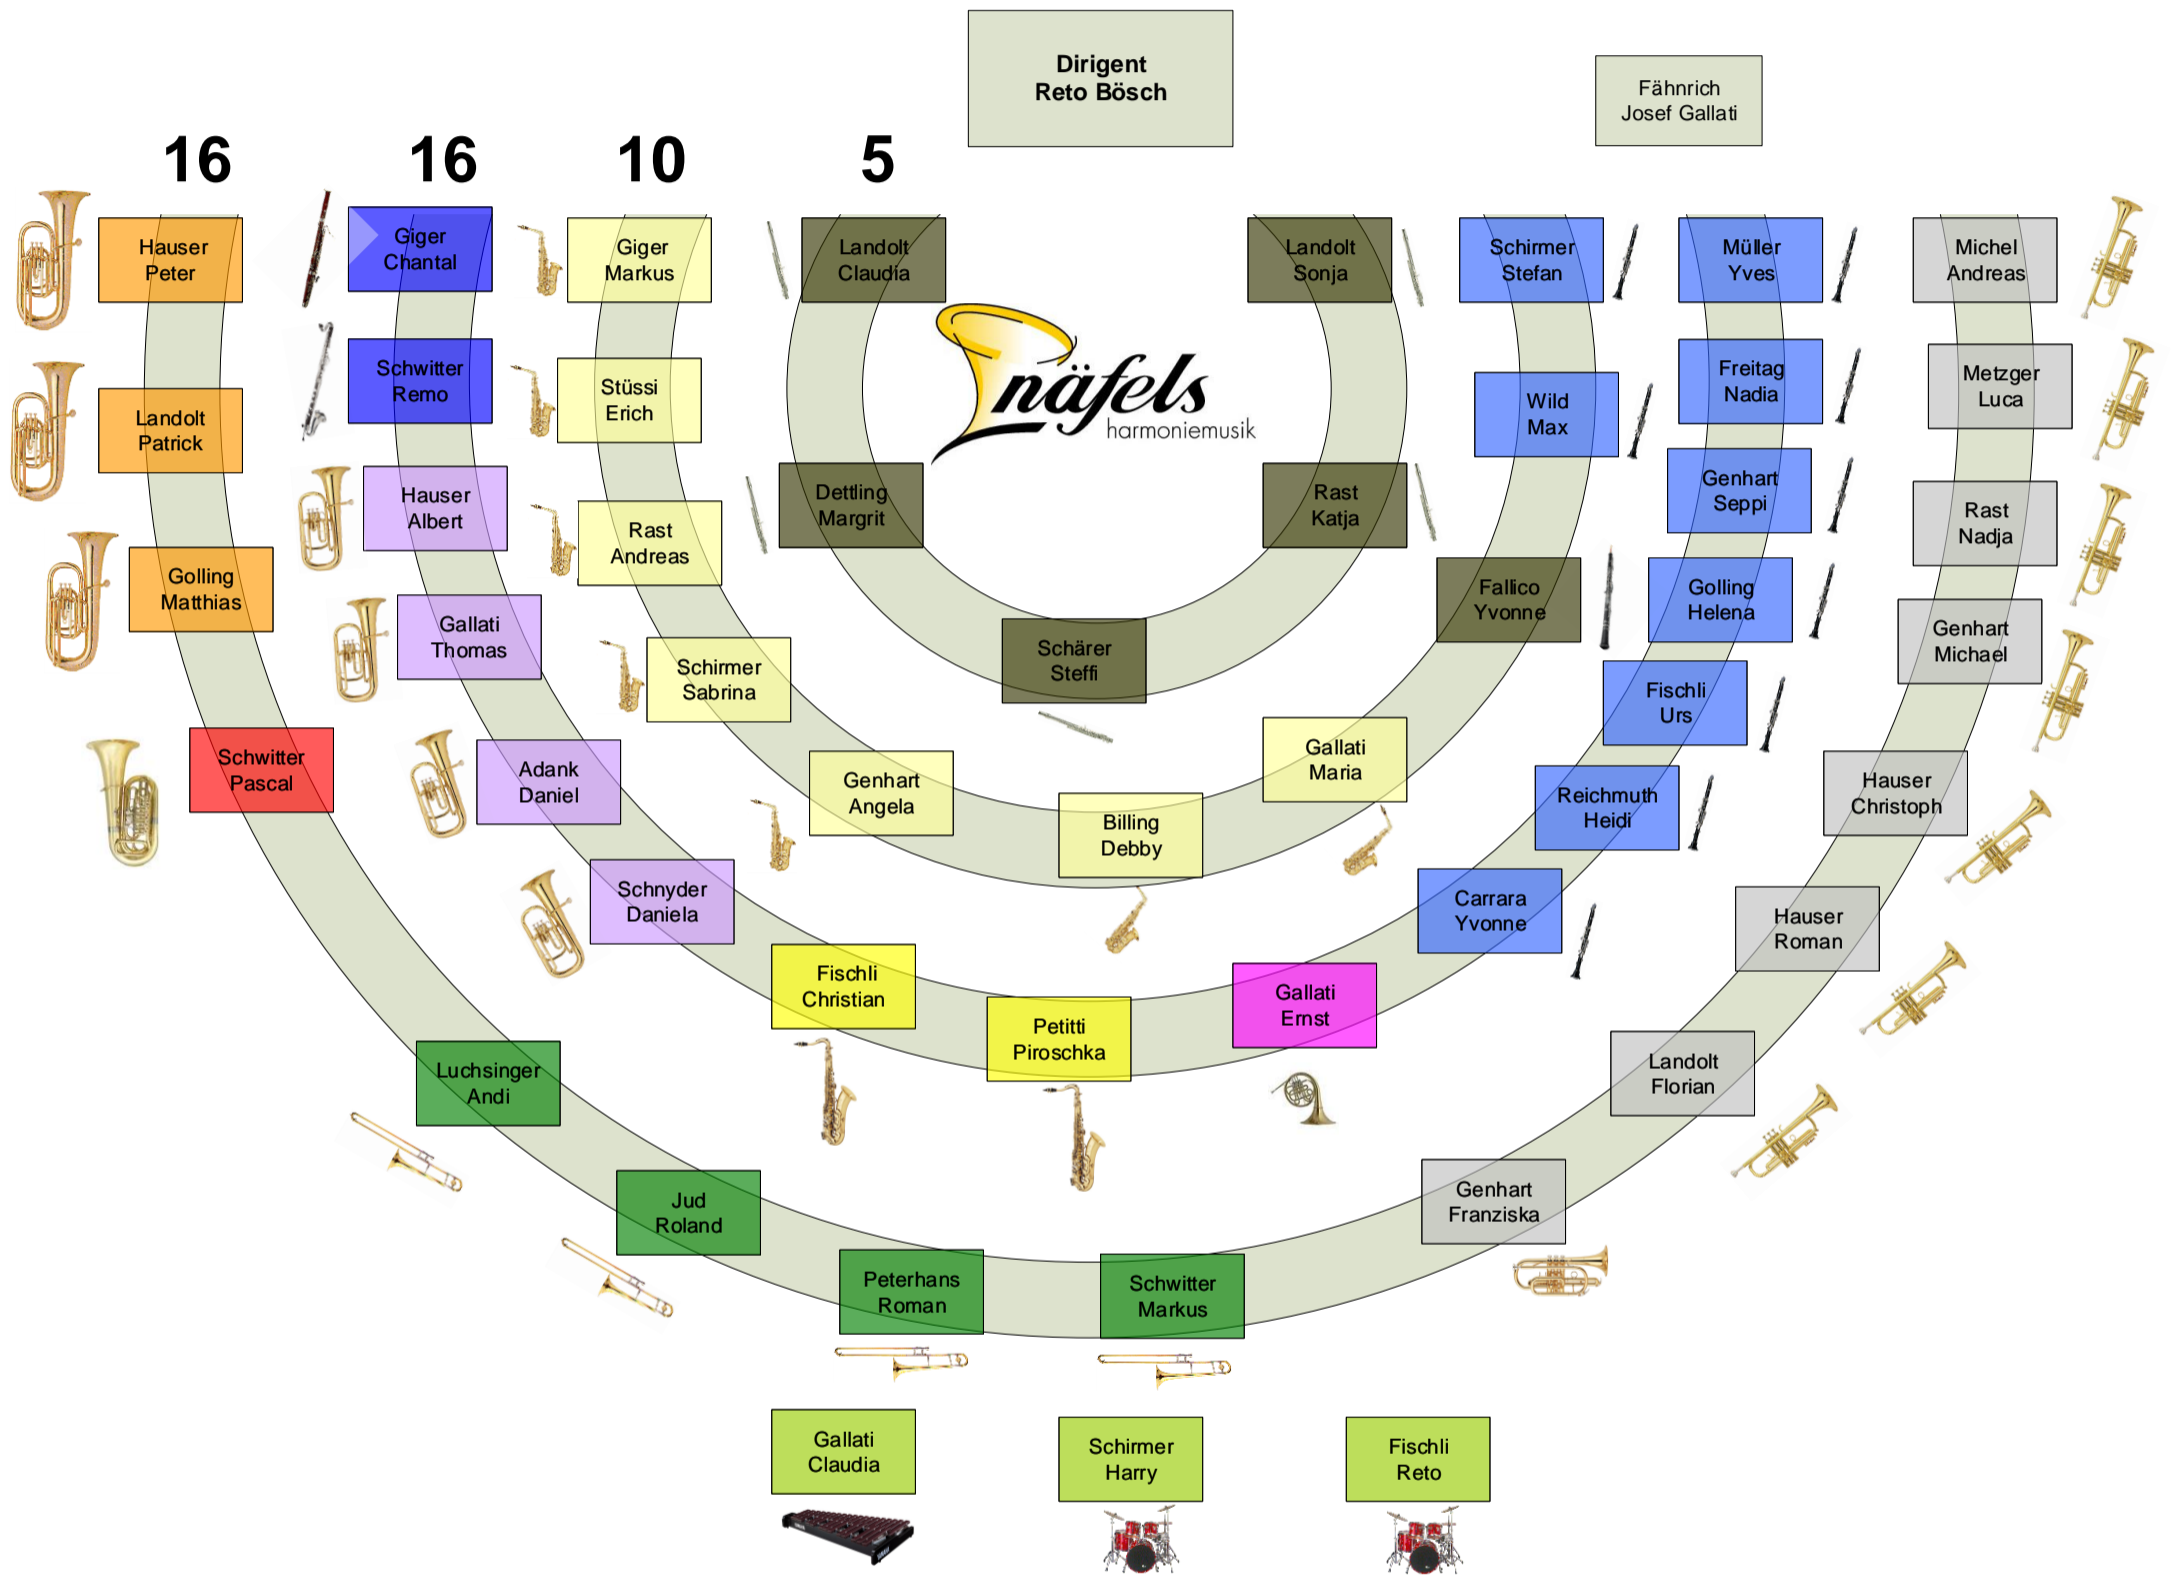 Dirigent
Reto Bösch
Fähnrich
Josef Gallati
16
16
10
5
Hauser
Peter
Giger
Chantal
Giger
Markus
Landolt
Claudia
Landolt
Sonja
Schirmer
Stefan
Müller
Yves
Michel
Andreas
näfels
harmoniemusik
Landolt
Patrick
Schwitter
Remo
Stüssi
Erich
Wild
Max
Freitag
Nadia
Metzger
Luca
Hauser
Albert
Rast
Andreas
Dettling
Margrit
Rast
Katja
Genhart
Seppi
Rast
Nadja
Golling
Matthias
Gallati
Thomas
Schirmer
Sabrina
Schärer
Steffi
Fallico
Yvonne
Golling
Helena
Genhart
Michael
Schwitter
Pascal
Adank
Daniel
Genhart
Angela
Billing
Debby
Gallati
Maria
Fischli
Urs
Hauser
Christoph
Reichmuth
Heidi
Schnyder
Daniela
Fischli
Christian
Petitti
Piroschka
Gallati
Ernst
Carrara
Yvonne
Hauser
Roman
Luchsinger
Andi
Landolt
Florian
Jud
Roland
Peterhans
Roman
Schwitter
Markus
Genhart
Franziska
Gallati
Claudia
Schirmer
Harry
Fischli
Reto